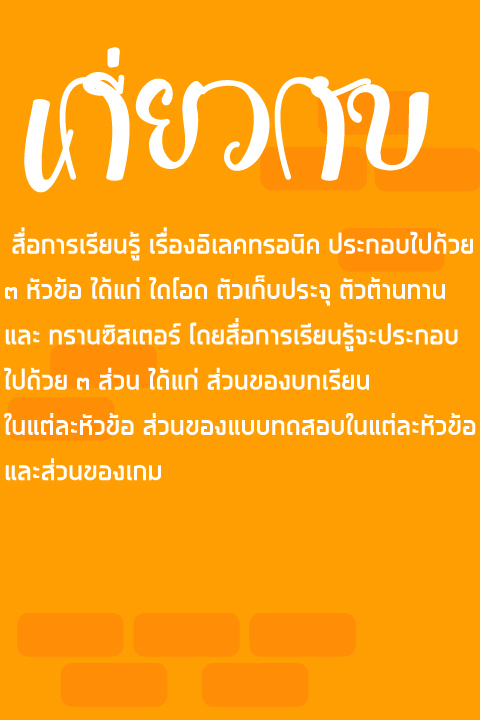 เกี่ยวกับ
สื่อการเรียนรู้ เรื่องอิเลคทรอนิค ประกอบไปด้วย
๓ หัวข้อ ได้แก่ ไดโอด ตัวเก็บประจุ ตัวต้านทาน
และ ทรานซิสเตอร์ โดยสื่อการเรียนรู้จะประกอบ
ไปด้วย ๓ ส่วน ได้แก่ ส่วนของบทเรียน
ในแต่ละหัวข้อ ส่วนของแบบทดสอบในแต่ละหัวข้อ
และส่วนของเกม